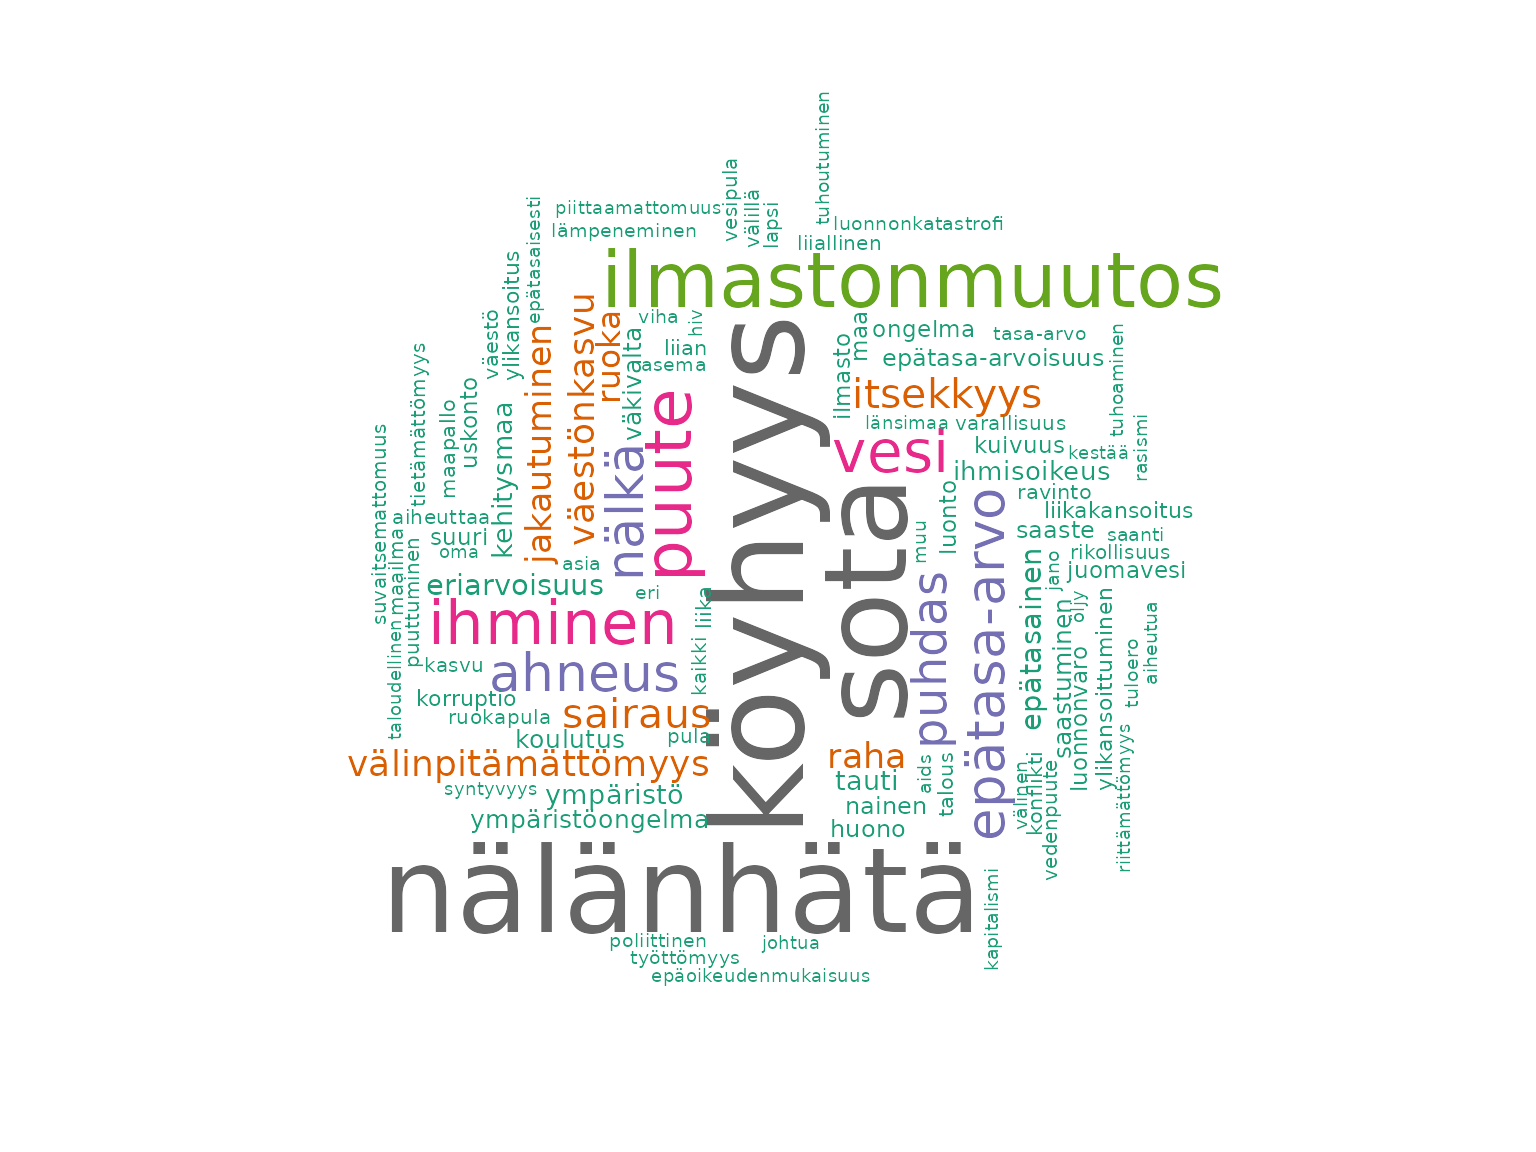 tuhoutuminen
vesipula
välillä
lapsi
epätasaisesti
piittaamattomuus
lämpeneminen
luonnonkatastrofi
liiallinen
ilmastonmuutos
ylikansoitus
väestö
väestönkasvu
jakautuminen
ruoka
viha
hiv
liian
asema
väkivalta
köyhyys
maa
ilmasto
ongelma
tasa-arvo
epätasa-arvoisuus
tuhoaminen
itsekkyys
länsimaa
varallisuus
vesi
kuivuus
kestää
rasismi
ihmisoikeus
tietämättömyys
maapallo
uskonto
kehitysmaa
suvaitsemattomuus
nälkä
puute
sota
luonto
muu
epätasa-arvo
ravinto
liikakansoitus
saaste
saanti
rikollisuus
juomavesi
jano
öljy
aiheuttaa
suuri
oma
maailma
puuttuminen
asia
eriarvoisuus
eri
liika
ihminen
taloudellinen
kasvu
ahneus
kaikki
puhdas
epätasainen
saastuminen
luonnonvaro
ylikansoittuminen
tuloero
aiheutua
korruptio
ruokapula
sairaus
koulutus
pula
välinpitämättömyys
raha
tauti
aids
talous
nainen
huono
syntyvyys
ympäristö
ympäristöongelma
välinen
konflikti
vedenpuute
riittämättömyys
nälänhätä
kapitalismi
poliittinen
johtua
työttömyys
epäoikeudenmukaisuus